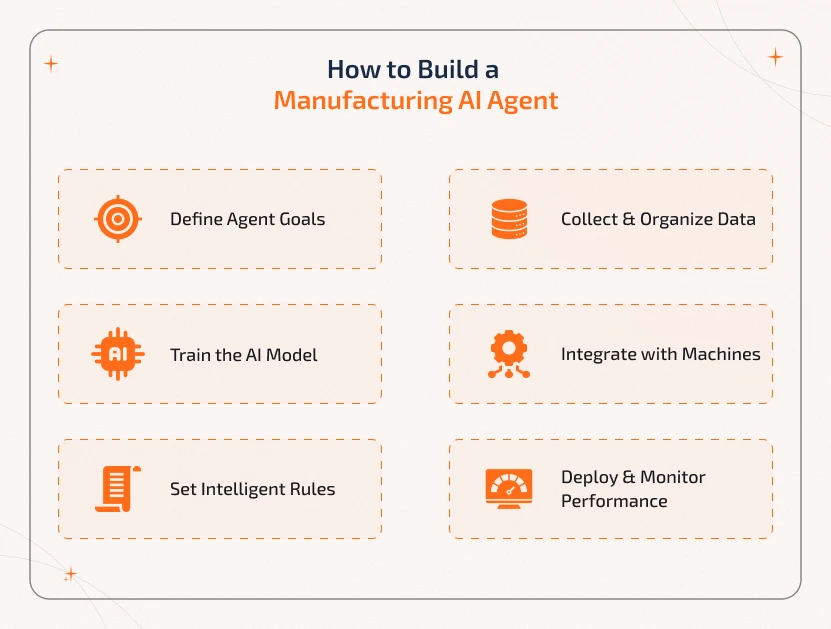 How to Build a
Manufacturing AI Agent
Define Agent Goals
Collect & Organize Data
AI
Train the AI Model
Integrate with Machines
Set Intelligent Rules
Deploy & Monitor
Performance